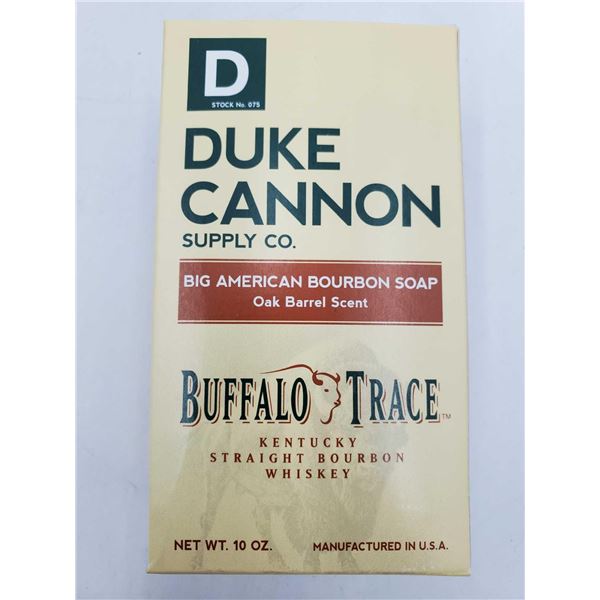 D
STOCK No. 075
DUKE
CANNON
SUPPLY CO.
BIG AMERICAN BOURBON SOAP
Oak Barrel Scent
BUFFALO TRACE™
KENTUCKY
STRAIGHT BOURBON
WHISKEY
NET WT. 10 OZ. MANUFACTURED IN U.S.A.